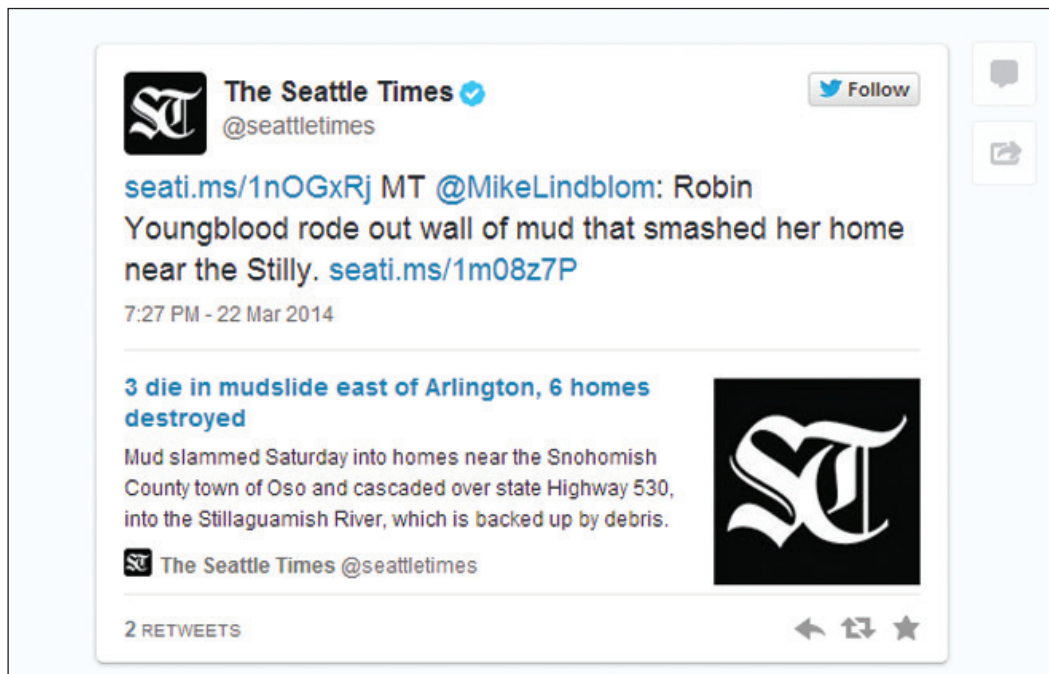 ST The Seattle Times
Follow
@seattletimes
seati.ms/1nOGxRj MT @MikeLindblom: Robin
Youngblood rode out wall of mud that smashed her home
near the Stilly. seati.ms/1m08z7P
7:27 PM - 22 Mar 2014
3 die in mudslide east of Arlington, 6 homes
destroyed
Mud slammed Saturday into homes near the Snohomish
County town of Oso and cascaded over state Highway 530,
into the Stillaguamish River, which is backed up by debris.
ST
ST The Seattle Times @seattletimes
2 RETWEETS